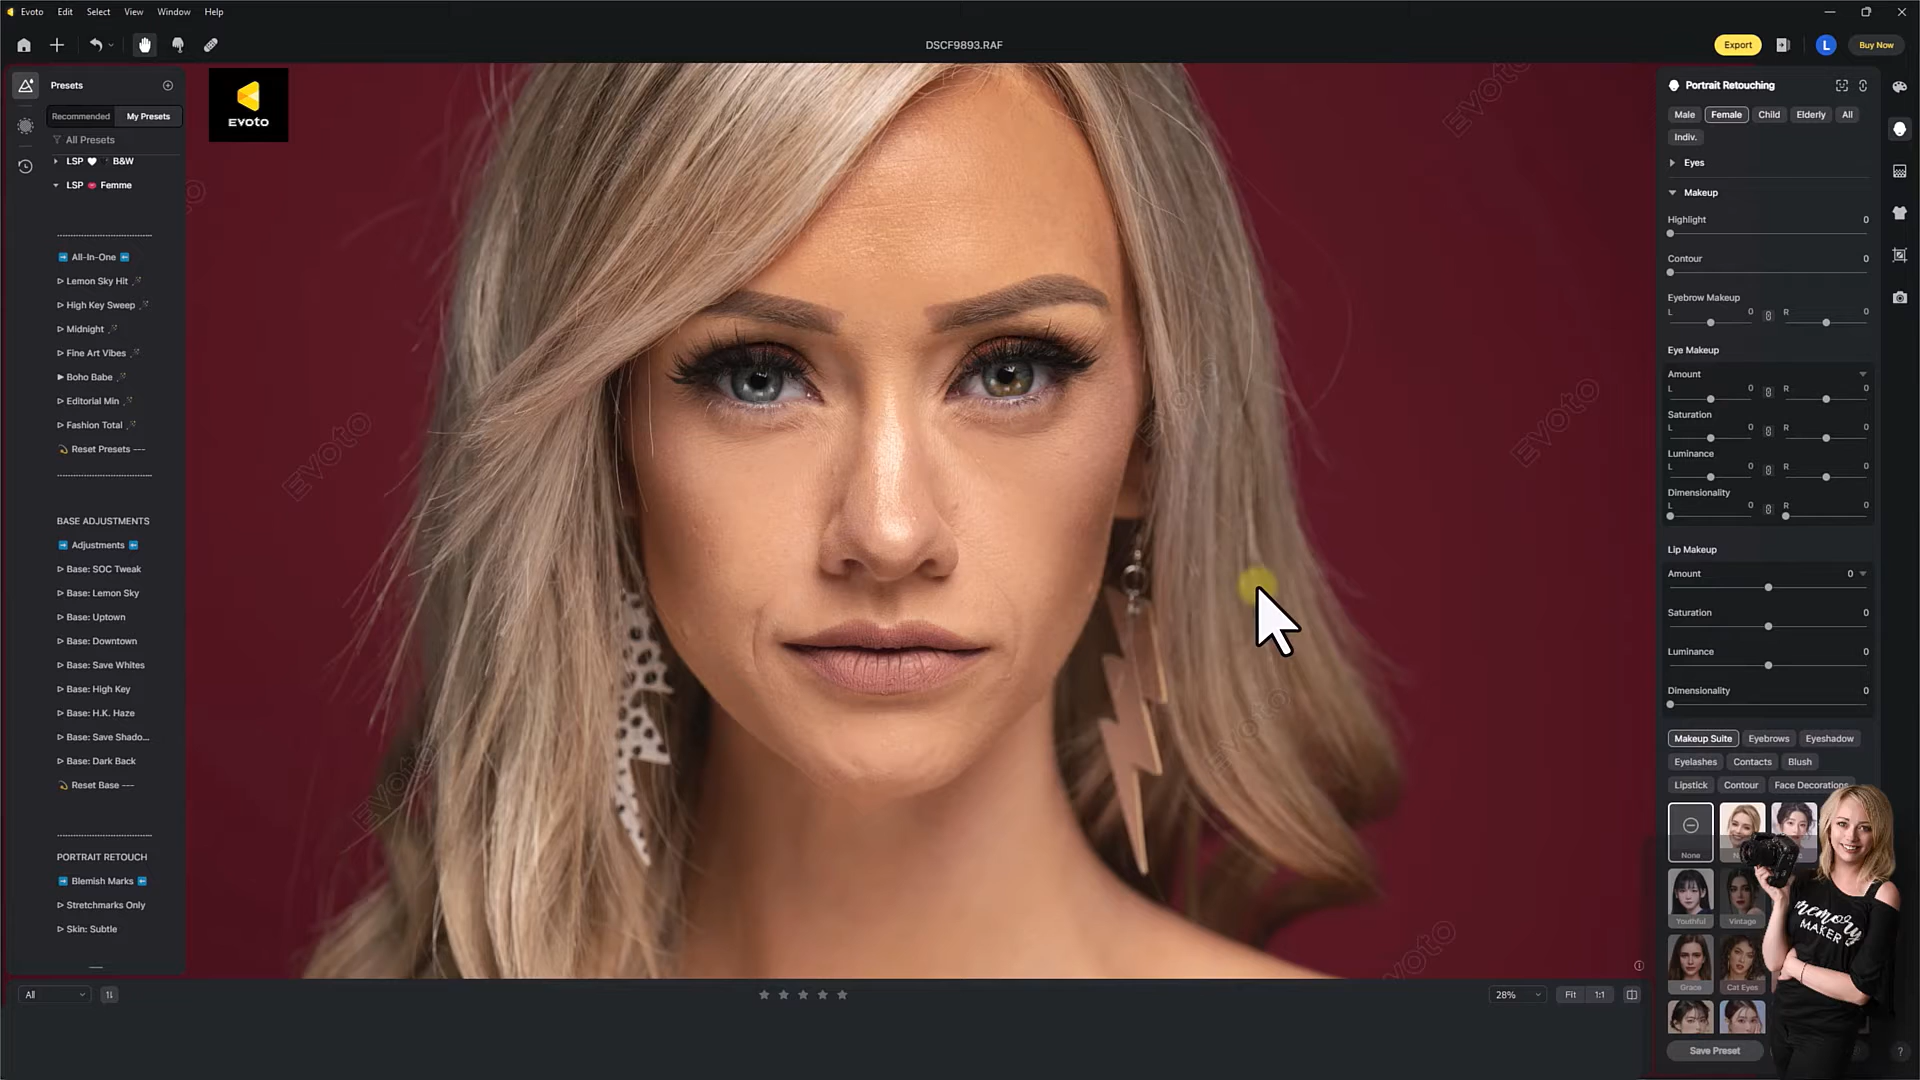 Evoto Edit Select View Window Help
DSCF9893.RAF
Export
L
Buy Now
Presets
Recommended My Presets
All Presets
LSP B&W
LSP Femme
All-In-One
Lemon Sky Hit
High Key Sweep
Midnight
Fine Art Vibes
Boho Babe
Editorial Min
Fashion Total
Reset Presets ---
BASE ADJUSTMENTS
Adjustments
Base: SOC Tweak
Base: Lemon Sky
Base: Uptown
Base: Downtown
Base: Save Whites
Base: High Key
Base: H.K. Haze
Base: Save Shado...
Base: Dark Back
Reset Base ---
PORTRAIT RETOUCH
Blemish Marks
Stretchmarks Only
Skin: Subtle
EVOTO
EVOTO
EVOTO
EVOTO
EVOTO
EVOTO
EVOTO
Portrait Retouching
Male Female Child Elderly All
Indiv.
Eyes
Makeup
Highlight 0
Contour 0
Eyebrow Makeup
L 0 R 0
Eye Makeup
Amount
L 0 R 0
Saturation
L 0 R 0
Luminance
L 0 R 0
Dimensionality
L 0 R 0
Lip Makeup
Amount 0
Saturation 0
Luminance 0
Dimensionality 0
Makeup Suite Eyebrows Eyeshadow
Eyelashes Contacts Blush
Lipstick Contour Face Decorations
None
Youthful Vintage
Grace Cat Eyes
memory
MAKER
Save Preset
?
All
28% Fit 1:1